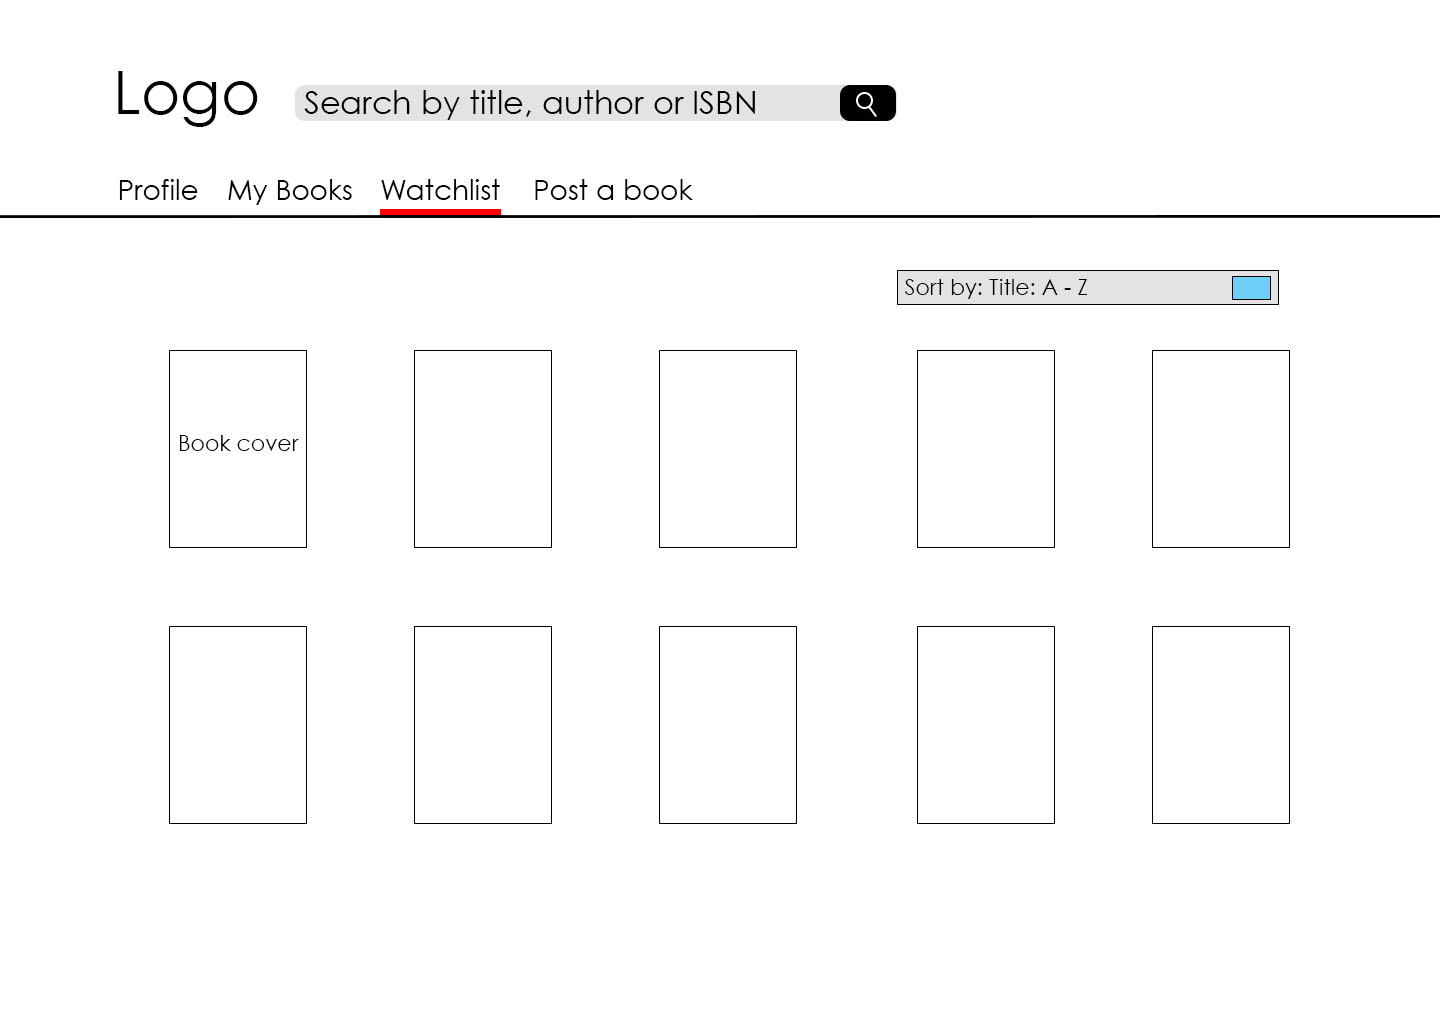 Logo
Search by title, author or ISBN
Profile My Books Watchlist Post a book
Sort by: Title: A - Z
Book cover